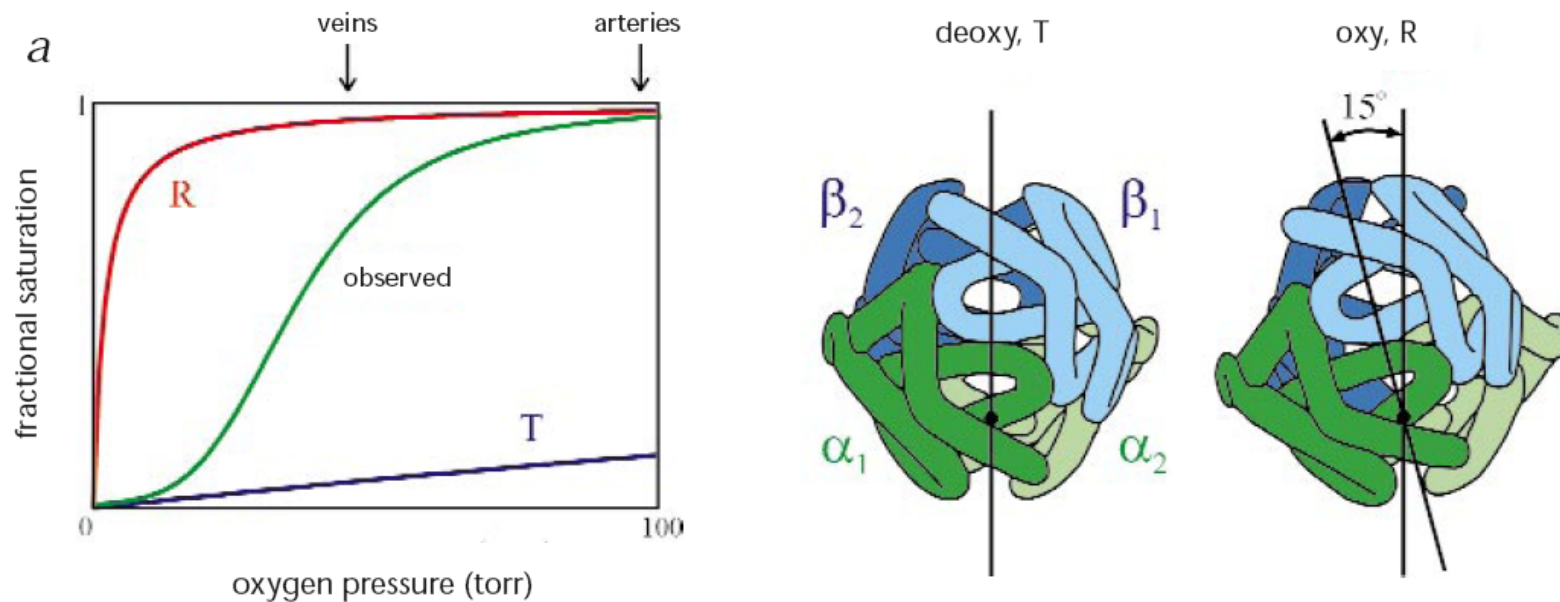 a
veins
arteries
1
R
observed
T
fractional saturation
0
100
oxygen pressure (torr)
deoxy, T
oxy, R
15°
β₂
β₁
α₁
α₂